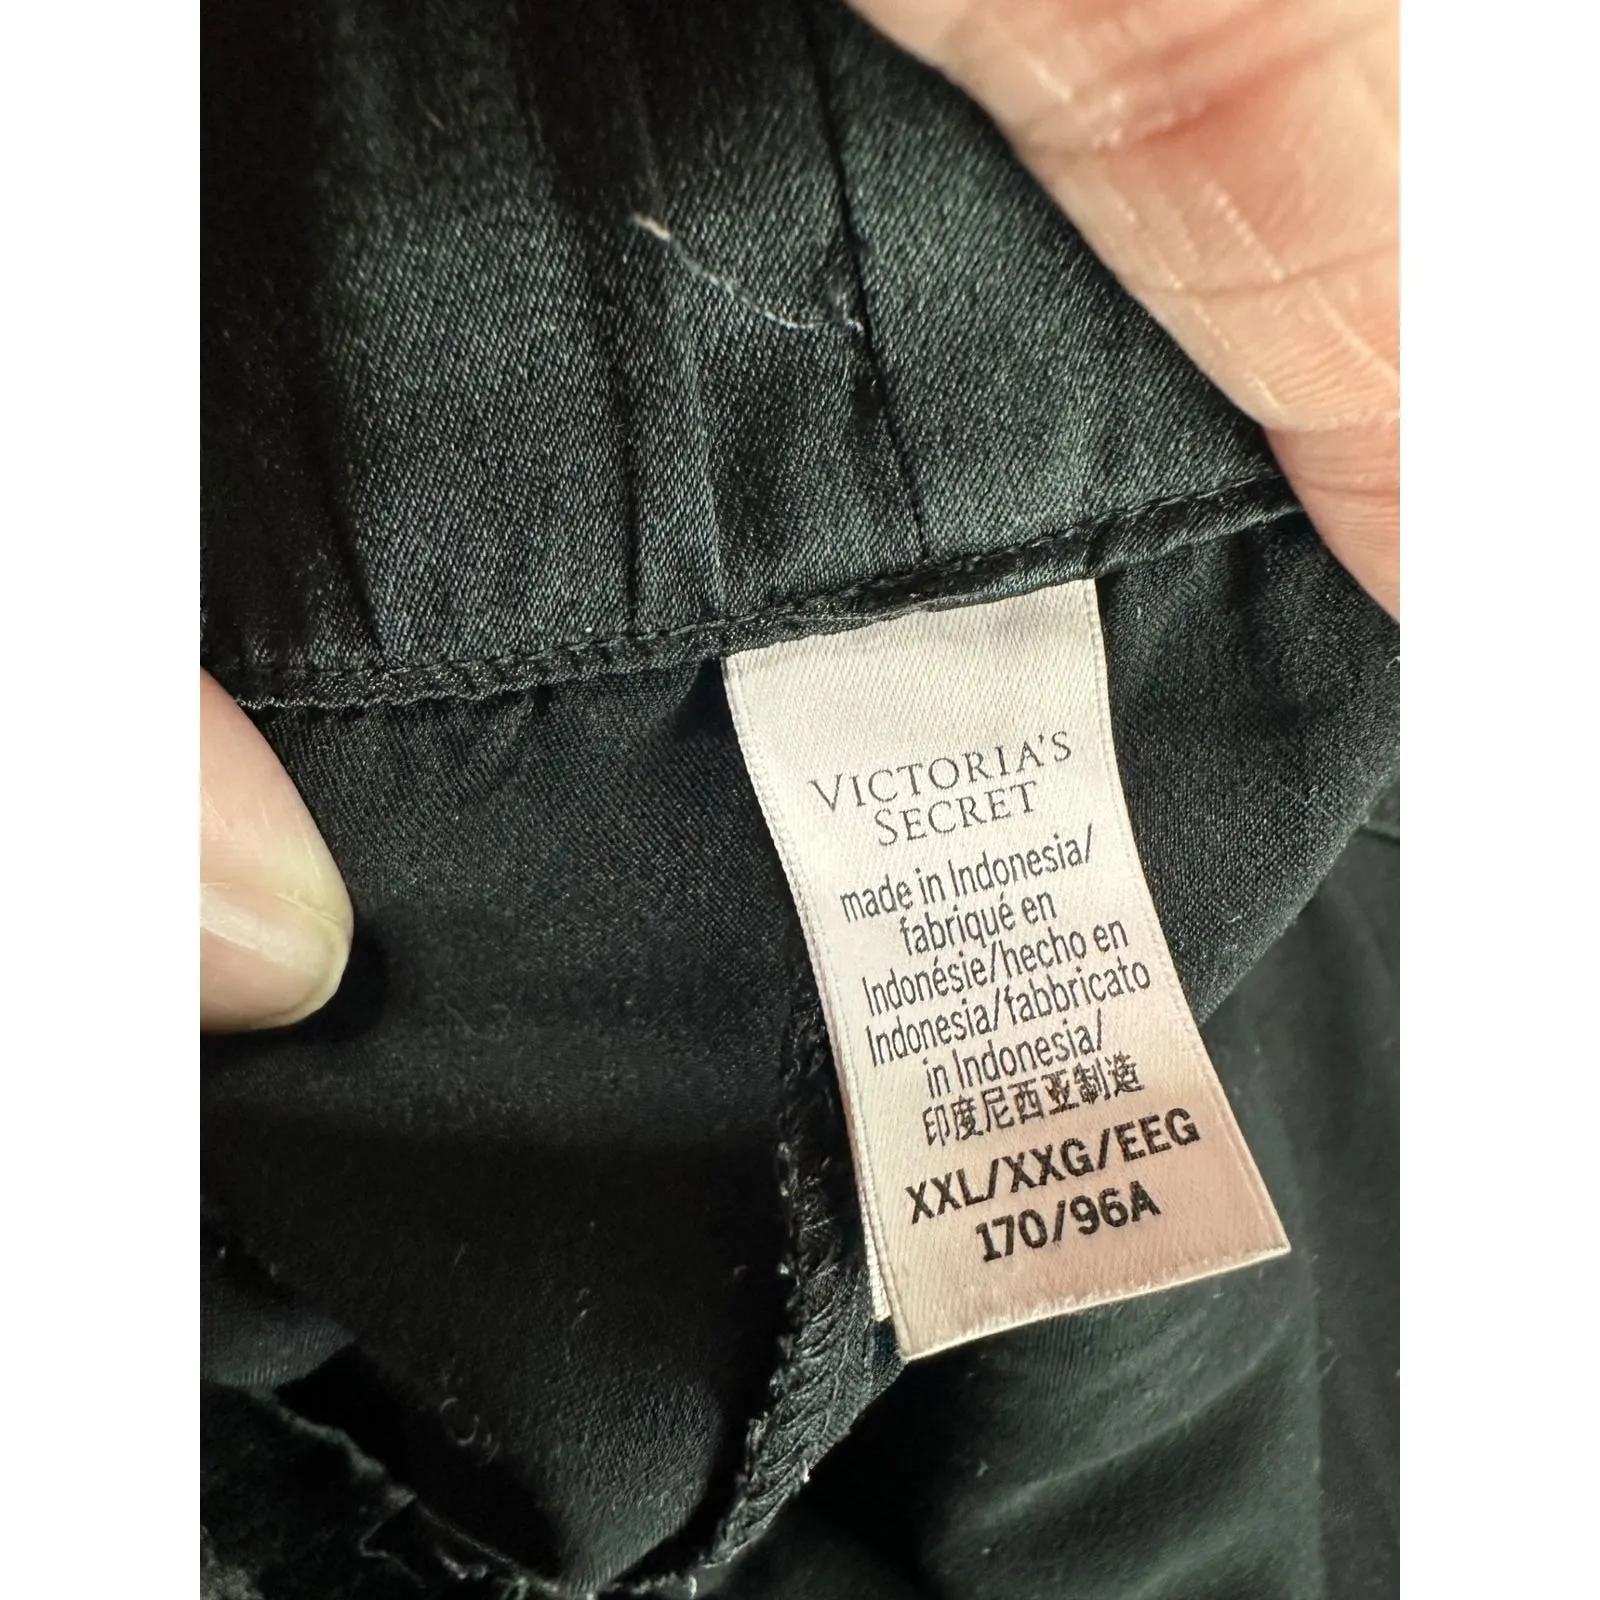 VICTORIA'S
SECRET
made in Indonesia/
fabriqué en
Indonésie/hecho en
Indonesia/fabbricato
in Indonesia/
印度尼西亚制造
XXL/XXG/EEG
170/96A